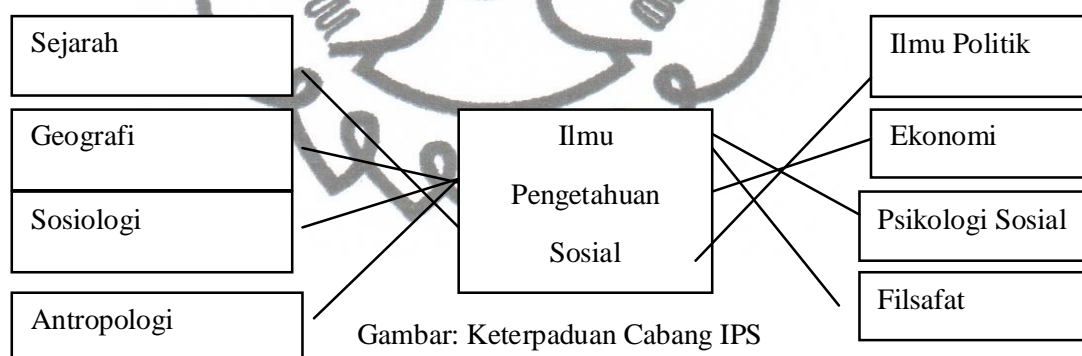 Sejarah
Geografi
Sosiologi
Antropologi
Ilmu
Pengetahuan
Sosial
Ilmu Politik
Ekonomi
Psikologi Sosial
Filsafat
Gambar: Keterpaduan Cabang IPS